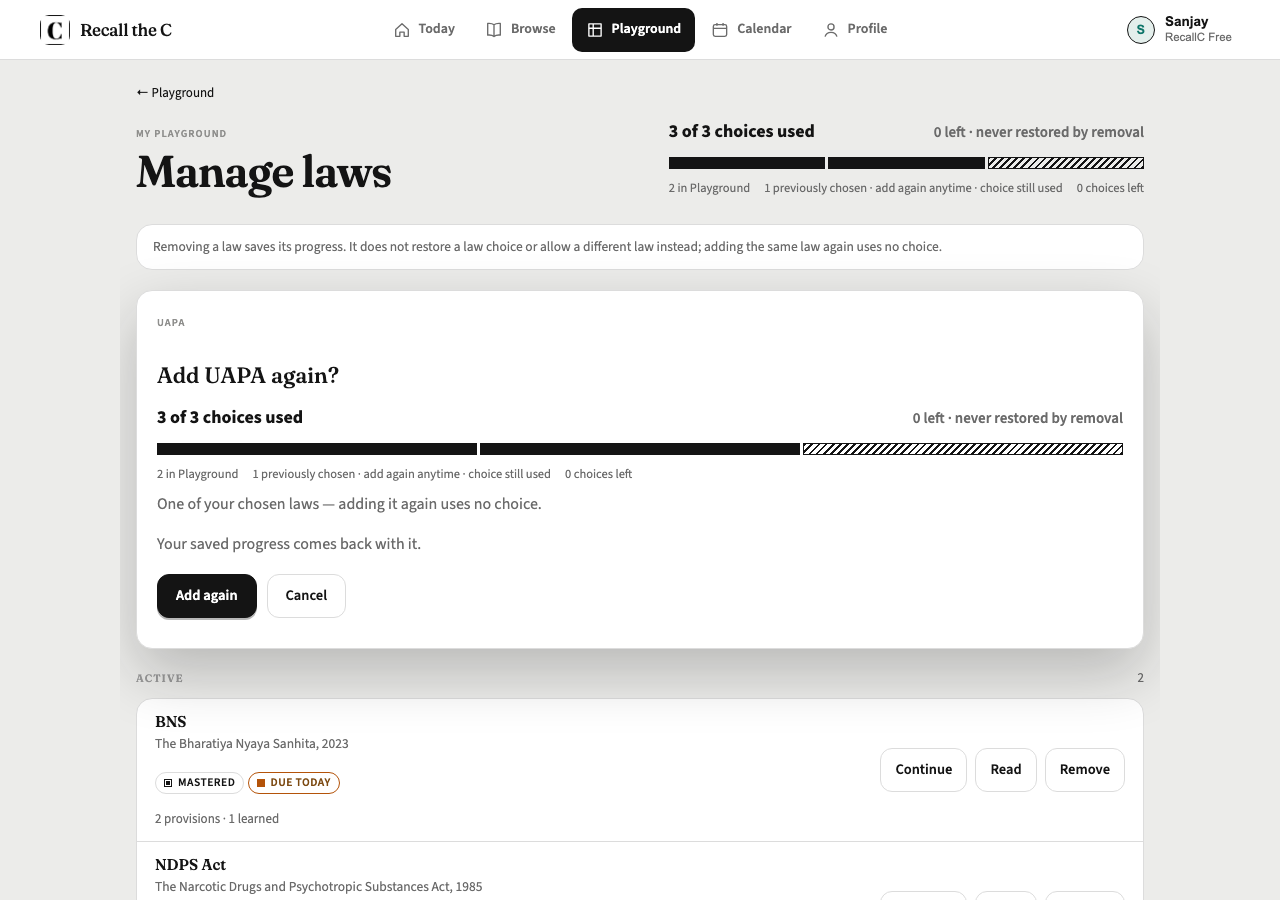 C Recall the C
Today
Browse
Playground
Calendar
Profile
S
Sanjay
RecallC Free
← Playground
MY PLAYGROUND
Manage laws
3 of 3 choices used
0 left · never restored by removal
2 in Playground
1 previously chosen · add again anytime · choice still used
0 choices left
Removing a law saves its progress. It does not restore a law choice or allow a different law instead; adding the same law again uses no choice.
UAPA
Add UAPA again?
3 of 3 choices used
0 left · never restored by removal
2 in Playground
1 previously chosen · add again anytime · choice still used
0 choices left
One of your chosen laws — adding it again uses no choice.
Your saved progress comes back with it.
Add again
Cancel
ACTIVE
2
BNS
The Bharatiya Nyaya Sanhita, 2023
MASTERED
DUE TODAY
2 provisions · 1 learned
Continue
Read
Remove
NDPS Act
The Narcotic Drugs and Psychotropic Substances Act, 1985